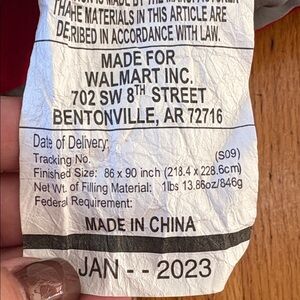 THAHE MATERIALS IN THIS ARTICLE ARE
DERIBED IN ACCORDANCE WITH LAW.
MADE FOR
WALMART INC.
702 SW 8TH STREET
BENTONVILLE, AR 72716
Date of Delivery:
Tracking No. (S09)
Finished Size: 86 x 90 inch (218.4 x 228.6cm)
Net Wt. of Filling Material: 1lbs 13.86oz/846g
Federal Requirement:
MADE IN CHINA
JAN - - 2023